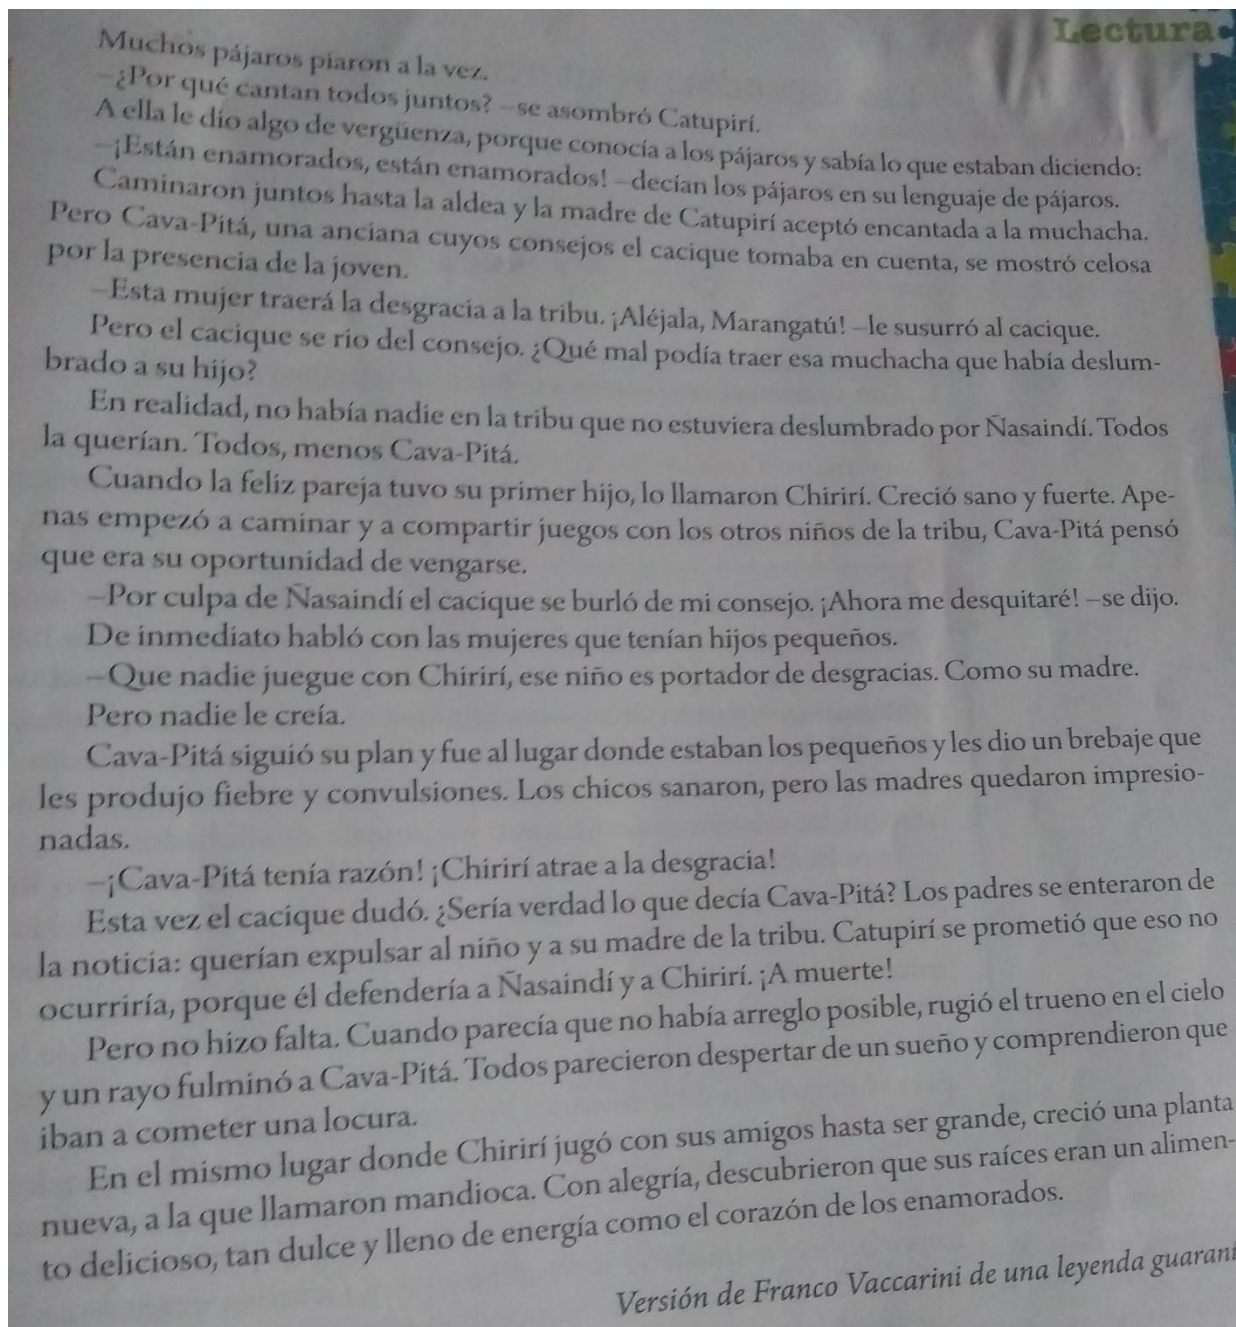 Lectura
Muchos pájaros piaron a la vez.
–¿Por qué cantan todos juntos? –se asombró Catupirí.
A ella le dio algo de vergüenza, porque conocía a los pájaros y sabía lo que estaban diciendo:
–¡Están enamorados, están enamorados! –decían los pájaros en su lenguaje de pájaros.
Caminaron juntos hasta la aldea y la madre de Catupirí aceptó encantada a la muchacha.
Pero Cava-Pitá, una anciana cuyos consejos el cacique tomaba en cuenta, se mostró celosa
por la presencia de la joven.
–Esta mujer traerá la desgracia a la tribu. ¡Aléjala, Marangatú! –le susurró al cacique.
Pero el cacique se rio del consejo. ¿Qué mal podía traer esa muchacha que había deslum-
brado a su hijo?
En realidad, no había nadie en la tribu que no estuviera deslumbrado por Ñasaindí. Todos
la querían. Todos, menos Cava-Pitá.
Cuando la feliz pareja tuvo su primer hijo, lo llamaron Chirirí. Creció sano y fuerte. Ape-
nas empezó a caminar y a compartir juegos con los otros niños de la tribu, Cava-Pitá pensó
que era su oportunidad de vengarse.
–Por culpa de Ñasaindí el cacique se burló de mi consejo. ¡Ahora me desquitaré! –se dijo.
De inmediato habló con las mujeres que tenían hijos pequeños.
–Que nadie juegue con Chirirí, ese niño es portador de desgracias. Como su madre.
Pero nadie le creía.
Cava-Pitá siguió su plan y fue al lugar donde estaban los pequeños y les dio un brebaje que
les produjo fiebre y convulsiones. Los chicos sanaron, pero las madres quedaron impresio-
nadas.
–¡Cava-Pitá tenía razón! ¡Chirirí atrae a la desgracia!
Esta vez el cacique dudó. ¿Sería verdad lo que decía Cava-Pitá? Los padres se enteraron de
la noticia: querían expulsar al niño y a su madre de la tribu. Catupirí se prometió que eso no
ocurriría, porque él defendería a Ñasaindí y a Chirirí. ¡A muerte!
Pero no hizo falta. Cuando parecía que no había arreglo posible, rugió el trueno en el cielo
y un rayo fulminó a Cava-Pitá. Todos parecieron despertar de un sueño y comprendieron que
iban a cometer una locura.
En el mismo lugar donde Chirirí jugó con sus amigos hasta ser grande, creció una planta
nueva, a la que llamaron mandioca. Con alegría, descubrieron que sus raíces eran un alimen-
to delicioso, tan dulce y lleno de energía como el corazón de los enamorados.
Versión de Franco Vaccarini de una leyenda guaraní